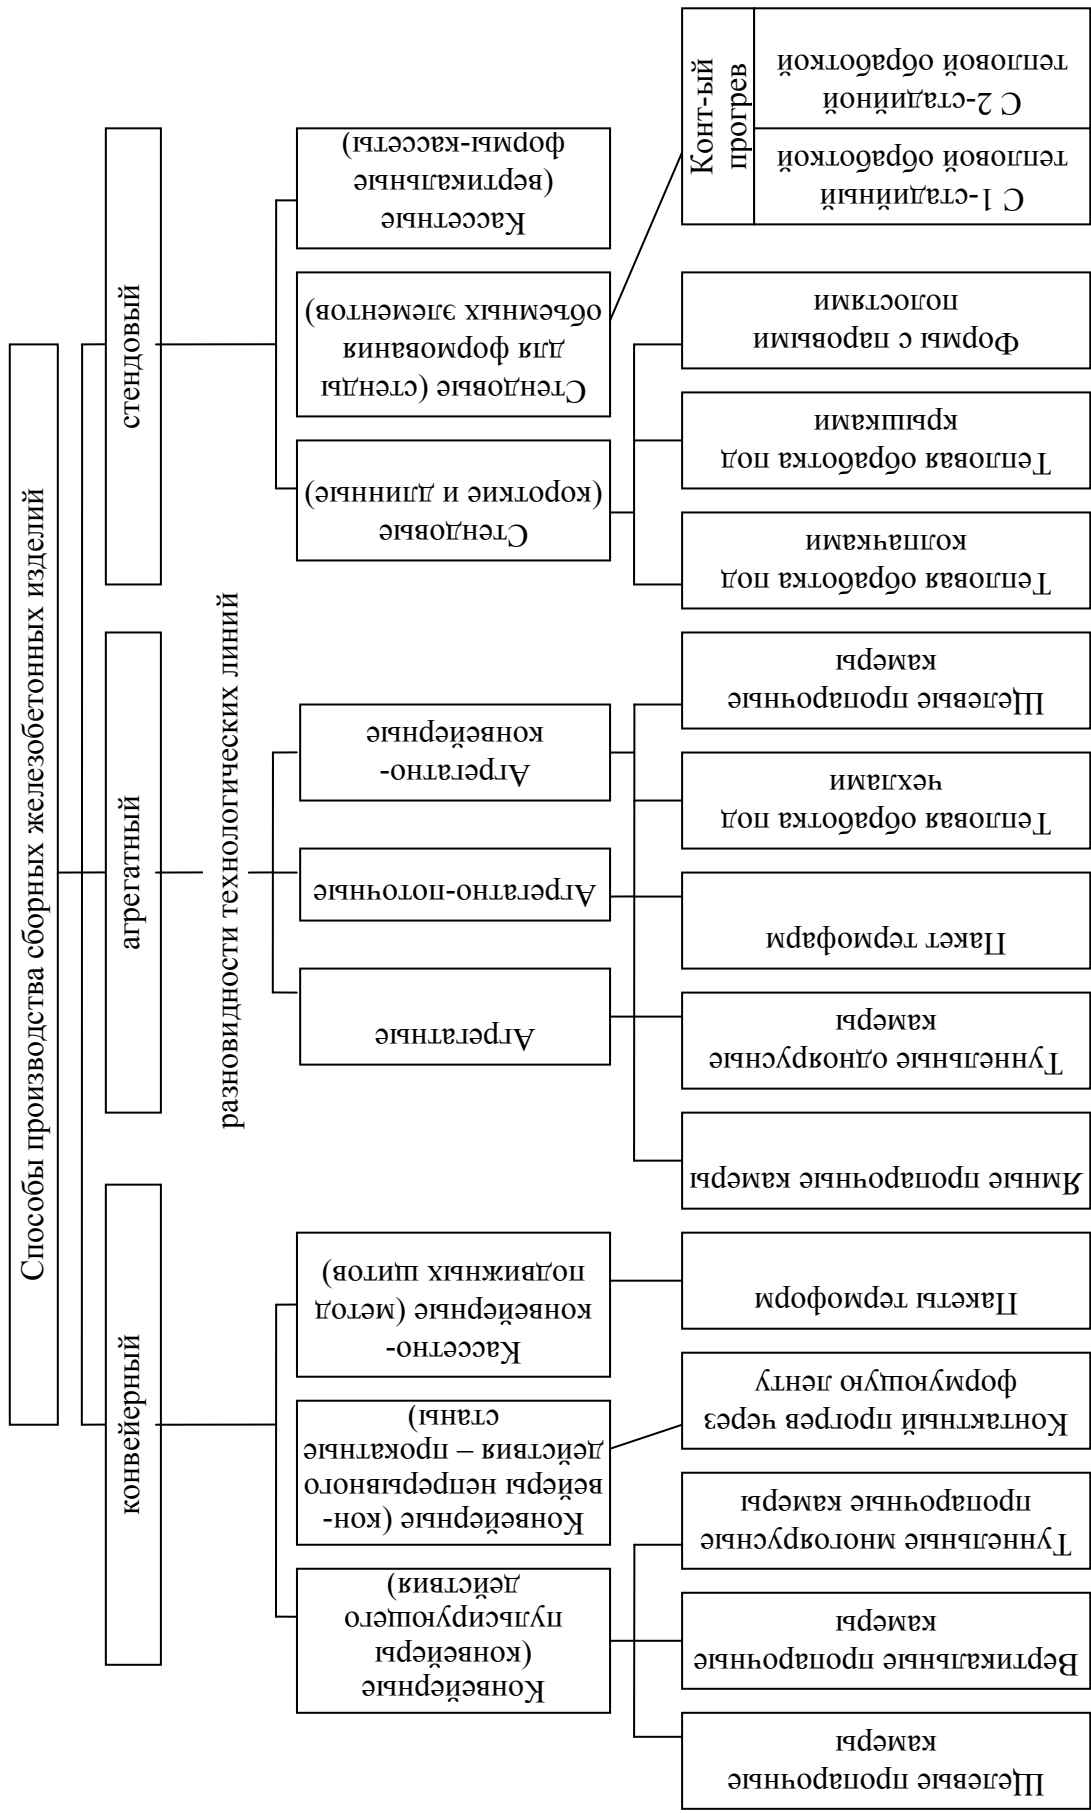 Способы производства сборных железобетонных изделий
конвейерный
агрегатный
стендовый
разновидности технологических линий
Конвейерные
(конвейеры
пульсирующего
действия)
Конвейерные (кон-
вейеры непрерывного
действия – прокатные
станы)
Кассетно-
конвейерные (метод
подвижных щитов)
Агрегатные
Агрегатно-поточные
Агрегатно-
конвейерные
Стендовые
(короткие и длинные)
Стендовые (стенды
для формования
объемных элементов)
Кассетные
(вертикальные
формы-кассеты)
Щелевые пропарочные
камеры
Вертикальные пропарочные
камеры
Туннельные многоярусные
пропарочные камеры
Контактный прогрев через
формующую ленту
Пакеты термоформ
Ямные пропарочные камеры
Туннельные одноярусные
камеры
Пакет термофарм
Тепловая обработка под
чехлами
Щелевые пропарочные
камеры
Тепловая обработка под
колпачками
Тепловая обработка под
крышками
Формы с паровыми
полостями
Конт-ый
прогрев
С 1-стадийный
тепловой обработкой
С 2-стадийной
тепловой обработкой